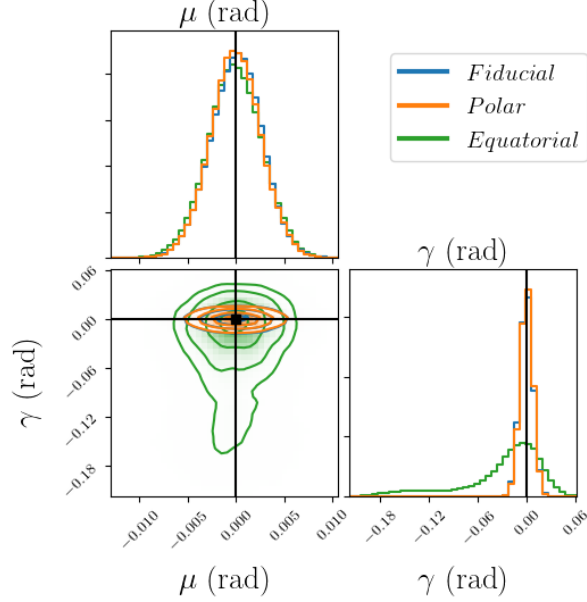 μ (rad)
Fiducial
Polar
Equatorial
γ (rad)
0.06
0.00
−0.06
−0.12
−0.18
γ (rad)
−0.010
−0.005
0.000
0.005
0.010
μ (rad)
−0.18
−0.12
−0.06
0.00
0.06
γ (rad)